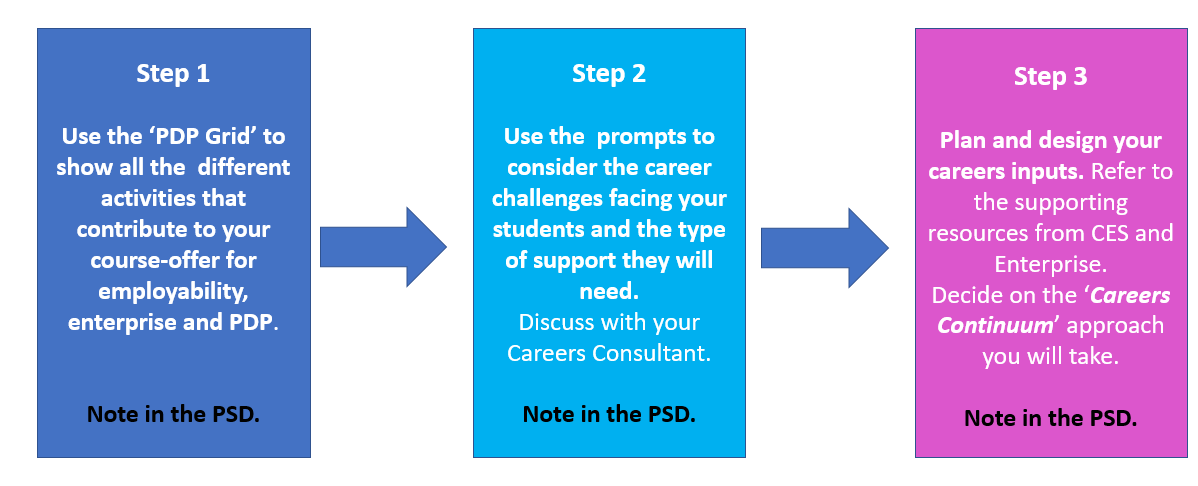 Step 1
Use the ‘PDP Grid’ to
show all the  different
activities that
contribute to your
course-offer for
employability,
enterprise and PDP.
Note in the PSD.
Step 2
Use the  prompts to
consider the career
challenges facing your
students and the type
of support they will
need.
Discuss with your
Careers Consultant.
Note in the PSD.
Step 3
Plan and design your
careers inputs. Refer to
the supporting
resources from CES and
Enterprise.
Decide on the ‘Careers
Continuum’ approach
you will take.
Note in the PSD.